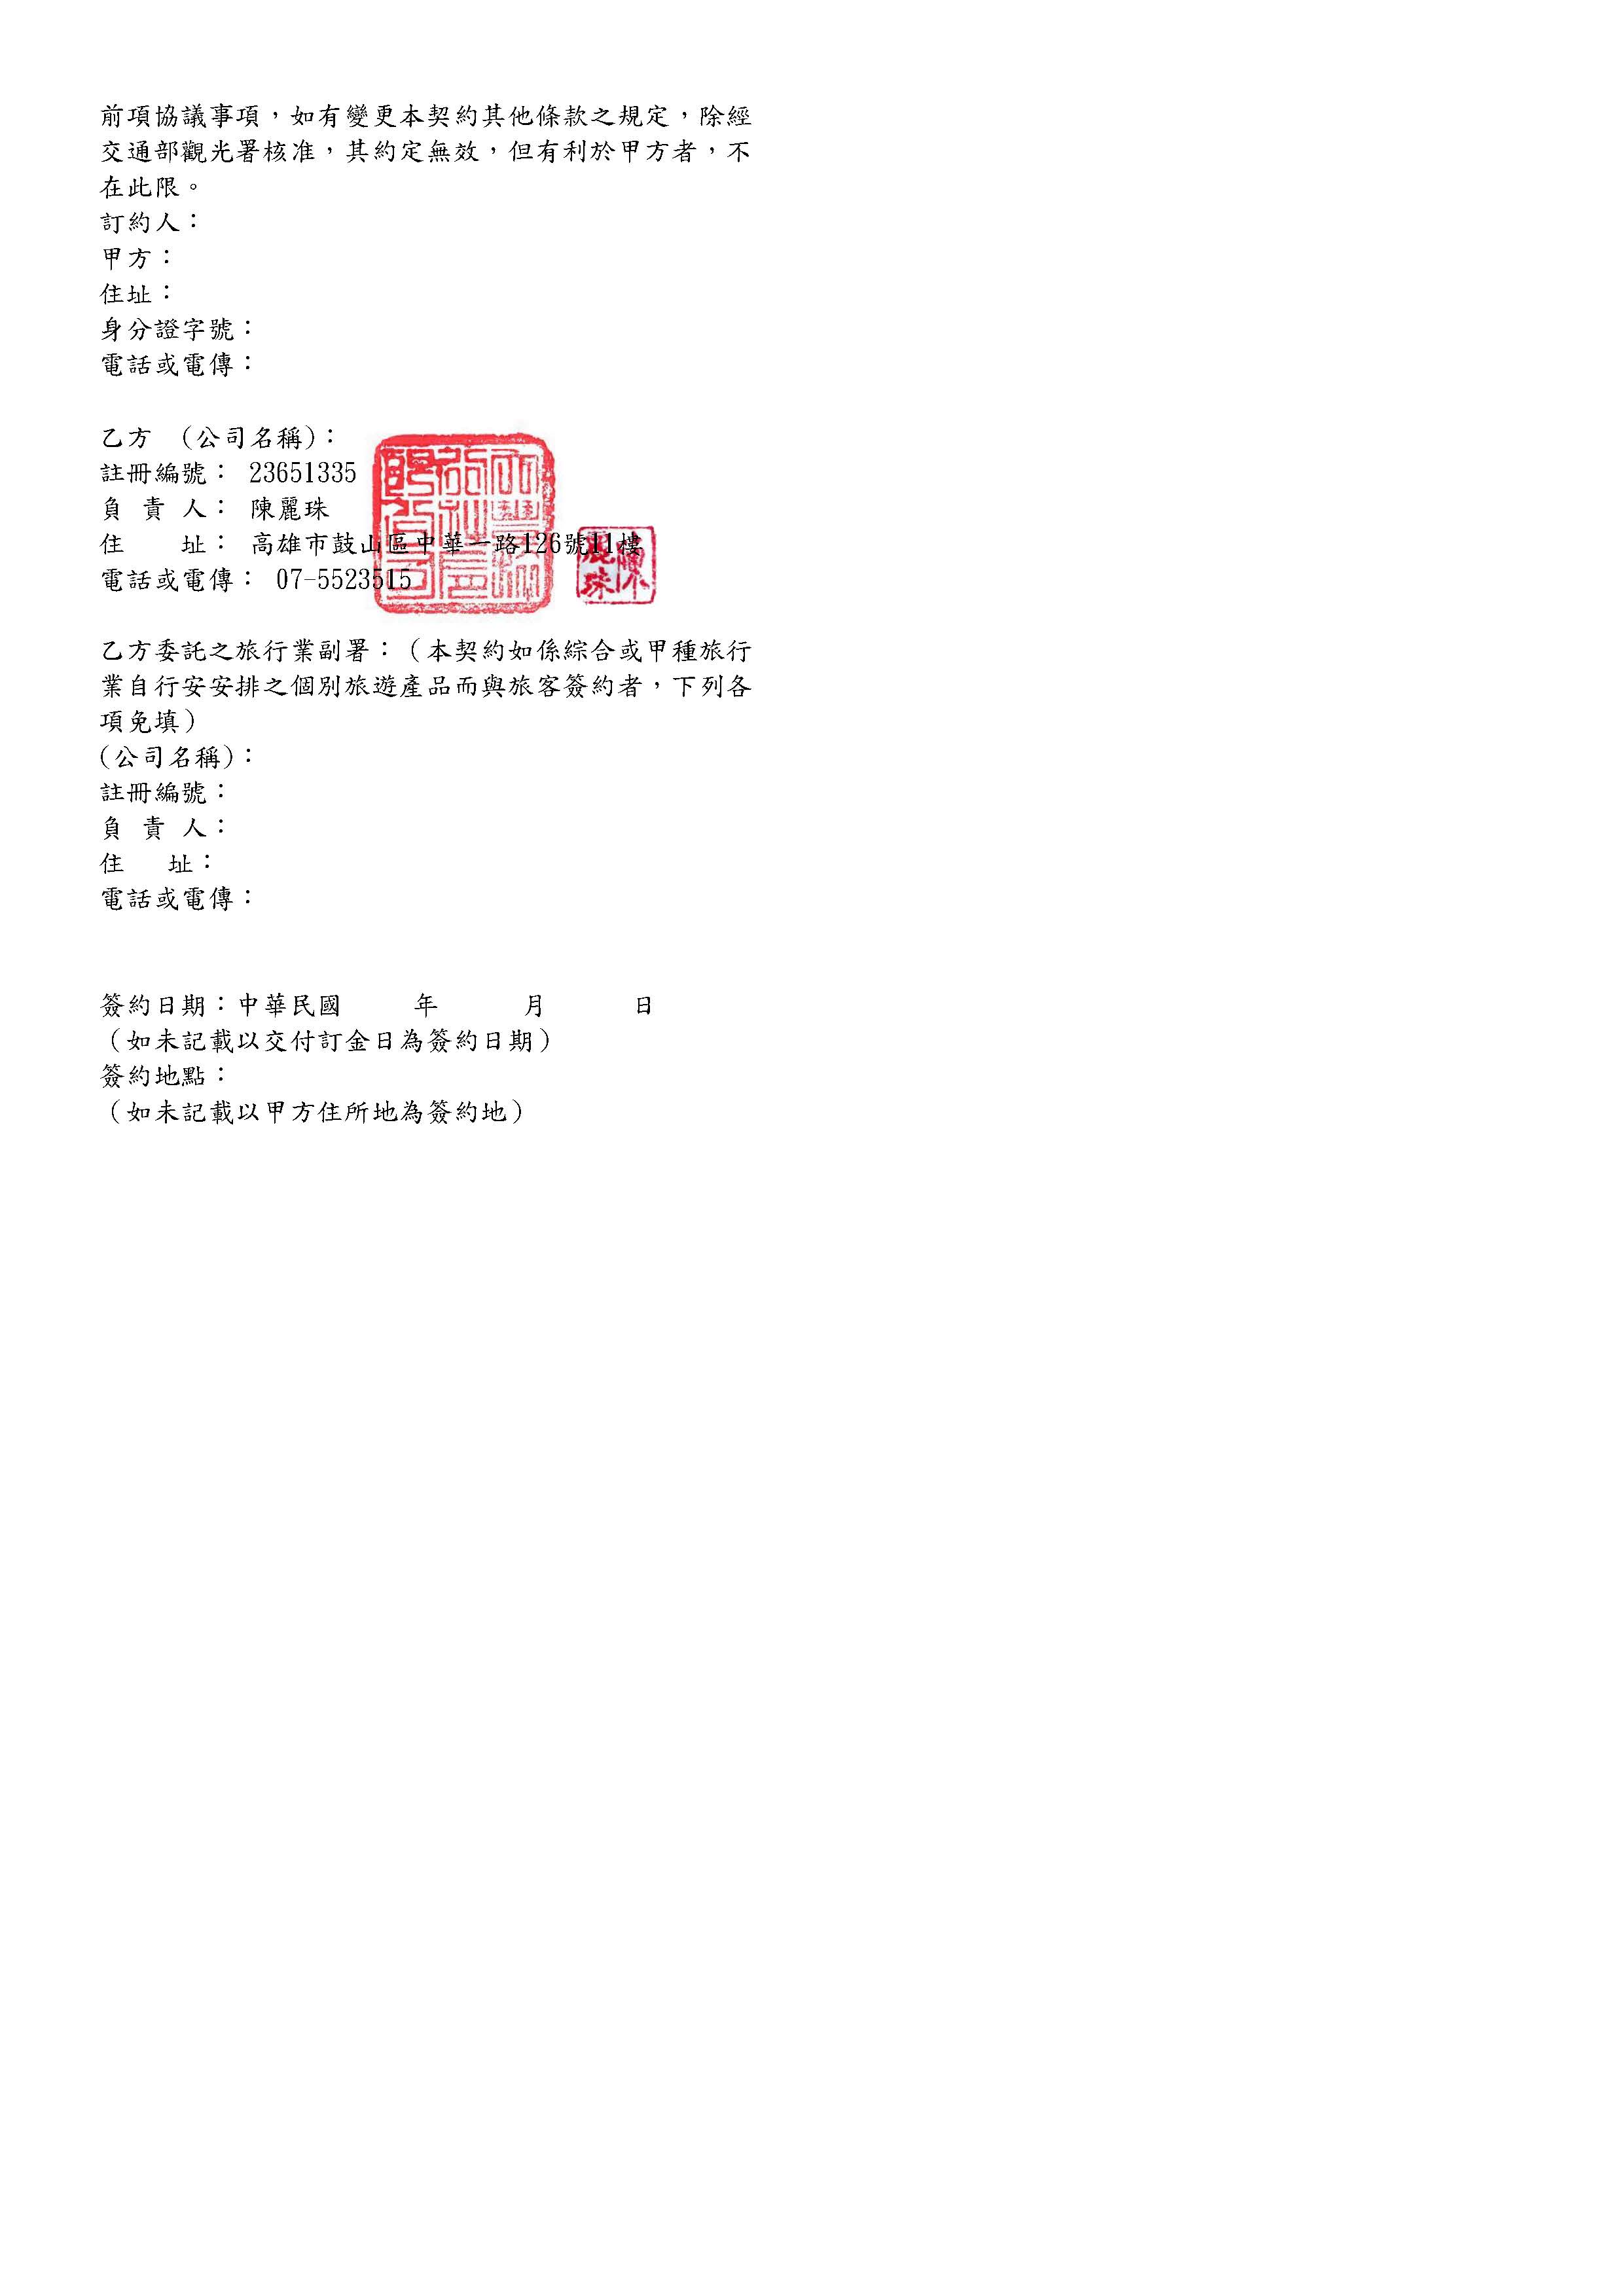 前項協議事項，如有變更本契約其他條款之規定，除經
交通部觀光署核准，其約定無效，但有利於甲方者，不
在此限。
訂約人：
甲方：
住址：
身分證字號：
電話或電傳：
乙方 (公司名稱)：
註冊編號： 23651335
負 責 人： 陳麗珠
住 址： 高雄市鼓山區中華一路126號11樓
電話或電傳： 07-5523515
乙方委託之旅行業副署：（本契約如係綜合或甲種旅行
業自行安安排之個別旅遊產品而與旅客簽約者，下列各
項免填）
(公司名稱)：
註冊編號：
負 責 人：
住 址：
電話或電傳：
簽約日期：中華民國 年 月 日
（如未記載以交付訂金日為簽約日期）
簽約地點：
（如未記載以甲方住所地為簽約地）